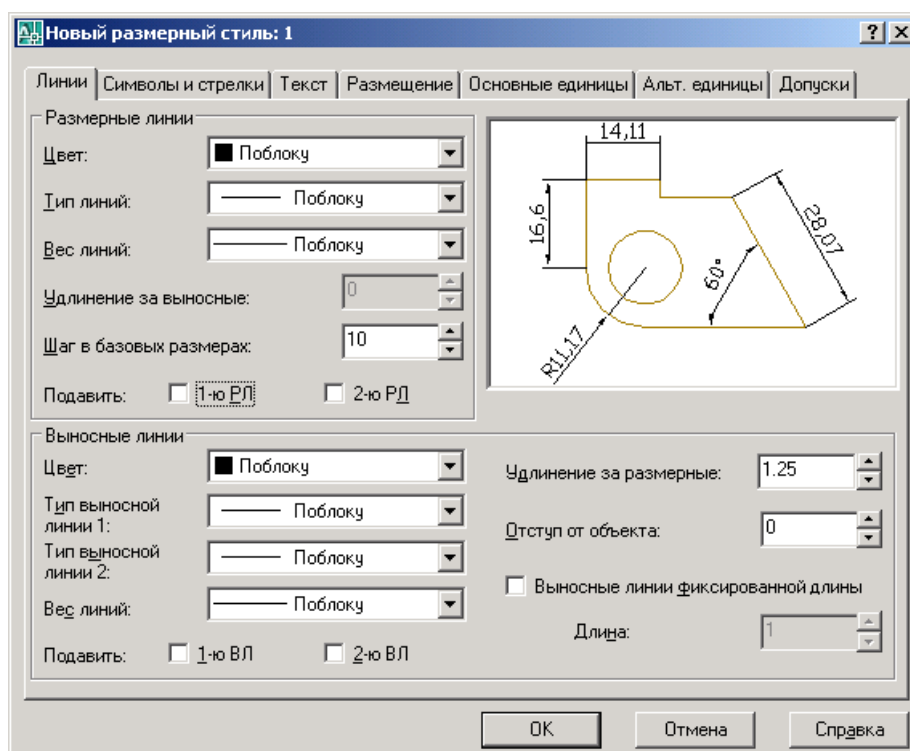 Новый размерный стиль: 1
Линии Символы и стрелки Текст Размещение Основные единицы Альт. единицы Допуски
Размерные линии
Цвет: Поблоку
Тип линий: Поблоку
Вес линий: Поблоку
Удлинение за выносные: 0
Шаг в базовых размерах: 10
Подавить: 1-ю РЛ 2-ю РЛ
14,11
16,6
28,07
60°
R11,17
Выносные линии
Цвет: Поблоку
Тип выносной
линии 1: Поблоку
Тип выносной
линии 2: Поблоку
Вес линий: Поблоку
Подавить: 1-ю ВЛ 2-ю ВЛ
Удлинение за размерные: 1.25
Отступ от объекта: 0
Выносные линии фиксированной длины
Длина: 1
OK Отмена Справка